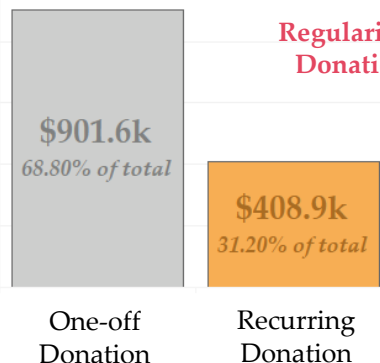 Regulari
Donati
$901.6k
68.80% of total
$408.9k
31.20% of total
One-off
Donation
Recurring
Donation